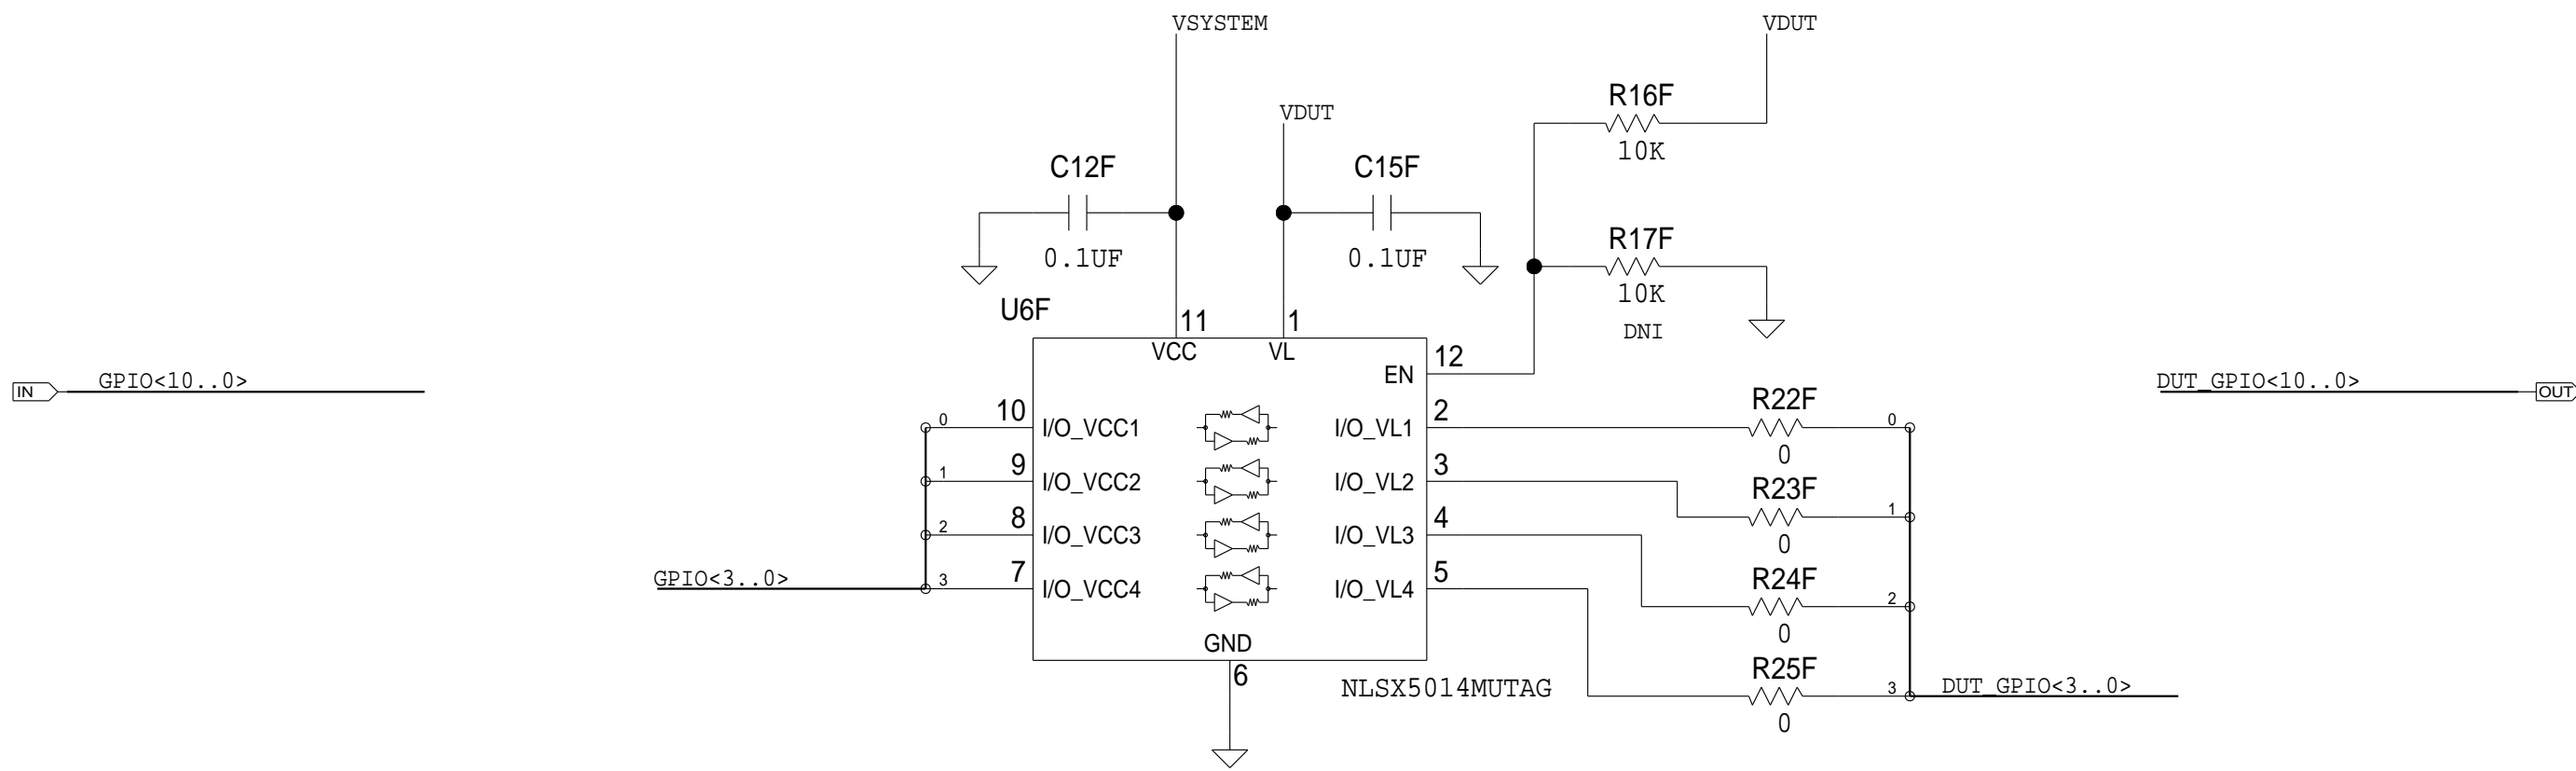 VSYSTEM
VDUT
R16F
10K
VDUT
C12F
0.1UF
C15F
0.1UF
R17F
10K
DNI
U6F
11
1
VCC
VL
12
EN
IN
GPIO<10..0>
DUT_GPIO<10..0>
OUT
0
10
I/O_VCC1
I/O_VL1
2
R22F
0
0
1
9
I/O_VCC2
I/O_VL2
3
R23F
0
1
2
8
I/O_VCC3
I/O_VL3
4
R24F
0
2
GPIO<3..0>
3
7
I/O_VCC4
I/O_VL4
5
R25F
0
3
DUT_GPIO<3..0>
GND
6
NLSX5014MUTAG